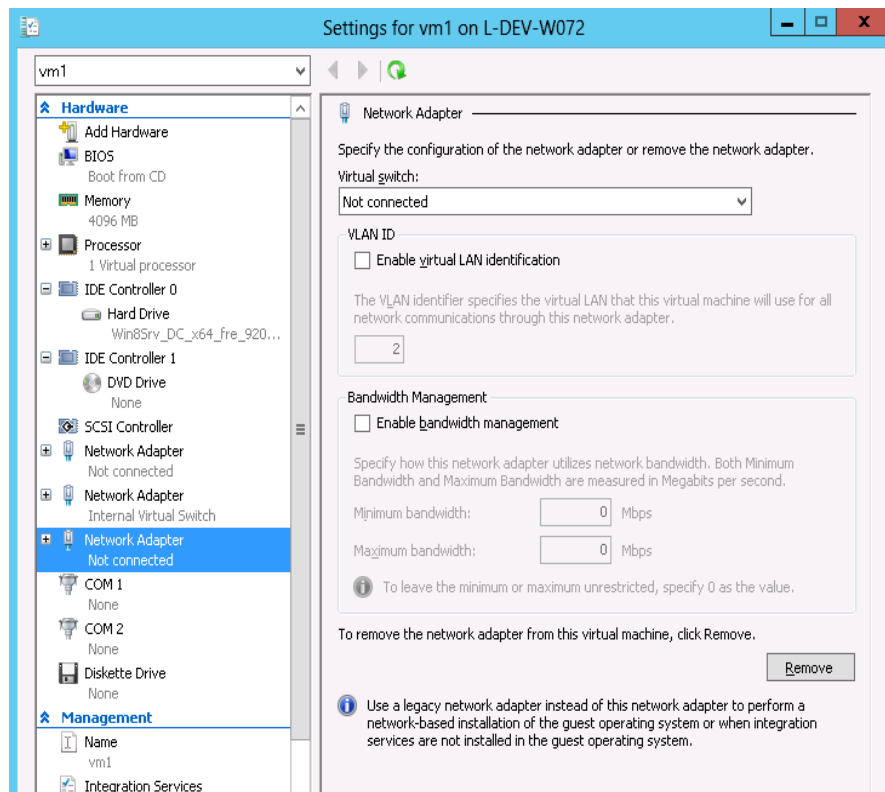 Settings for vm1 on L-DEV-W072
x
vm1
Hardware
Add Hardware
BIOS
Boot from CD
Memory
4096 MB
Processor
1 Virtual processor
IDE Controller 0
Hard Drive
Win8Srv_DC_x64_fre_920...
IDE Controller 1
DVD Drive
None
SCSI Controller
Network Adapter
Not connected
Network Adapter
Internal Virtual Switch
Network Adapter
Not connected
COM 1
None
COM 2
None
Diskette Drive
None
Management
Name
vm1
Integration Services
Network Adapter
Specify the configuration of the network adapter or remove the network adapter.
Virtual switch:
Not connected
VLAN ID
Enable virtual LAN identification
The VLAN identifier specifies the virtual LAN that this virtual machine will use for all
network communications through this network adapter.
2
Bandwidth Management
Enable bandwidth management
Specify how this network adapter utilizes network bandwidth. Both Minimum
Bandwidth and Maximum Bandwidth are measured in Megabits per second.
Minimum bandwidth: 0 Mbps
Maximum bandwidth: 0 Mbps
To leave the minimum or maximum unrestricted, specify 0 as the value.
To remove the network adapter from this virtual machine, click Remove.
Remove
Use a legacy network adapter instead of this network adapter to perform a
network-based installation of the guest operating system or when integration
services are not installed in the guest operating system.